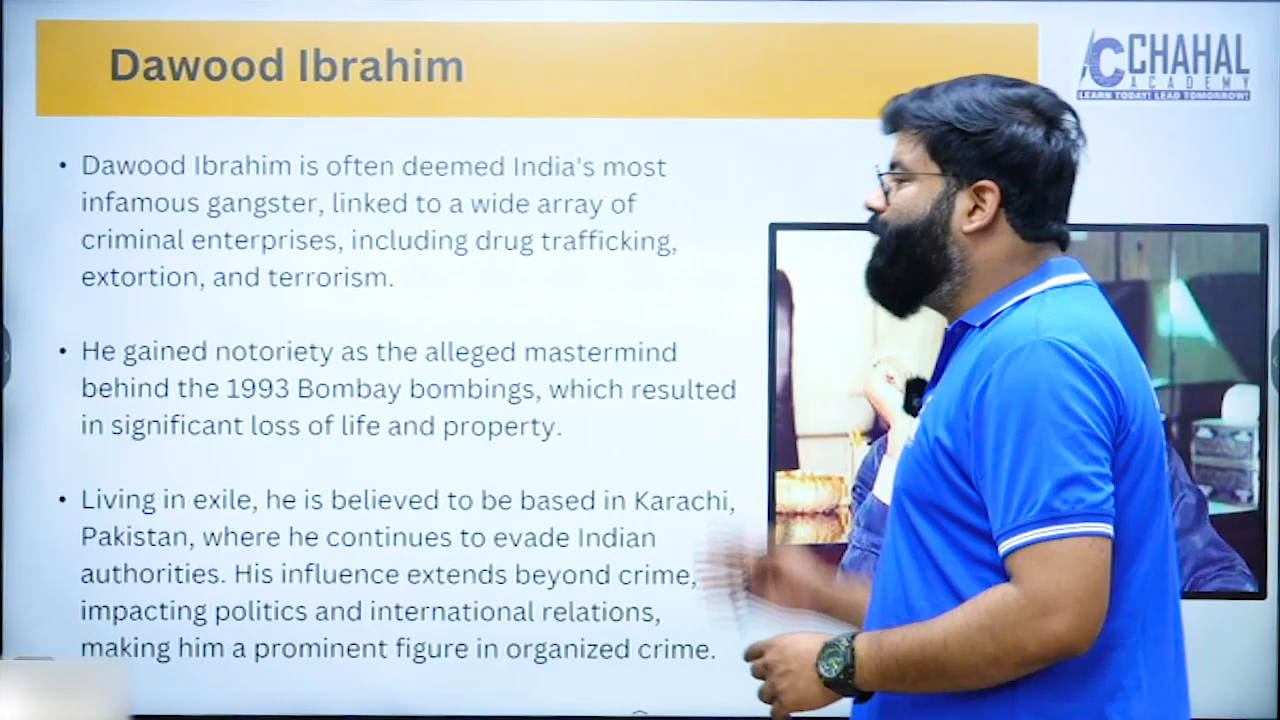 Dawood Ibrahim
CHAHAL
ACADEMY
LEARN TODAY! LEAD TOMORROW!
• Dawood Ibrahim is often deemed India's most
infamous gangster, linked to a wide array of
criminal enterprises, including drug trafficking,
extortion, and terrorism.
• He gained notoriety as the alleged mastermind
behind the 1993 Bombay bombings, which resulted
in significant loss of life and property.
• Living in exile, he is believed to be based in Karachi,
Pakistan, where he continues to evade Indian
authorities. His influence extends beyond crime,
impacting politics and international relations,
making him a prominent figure in organized crime.